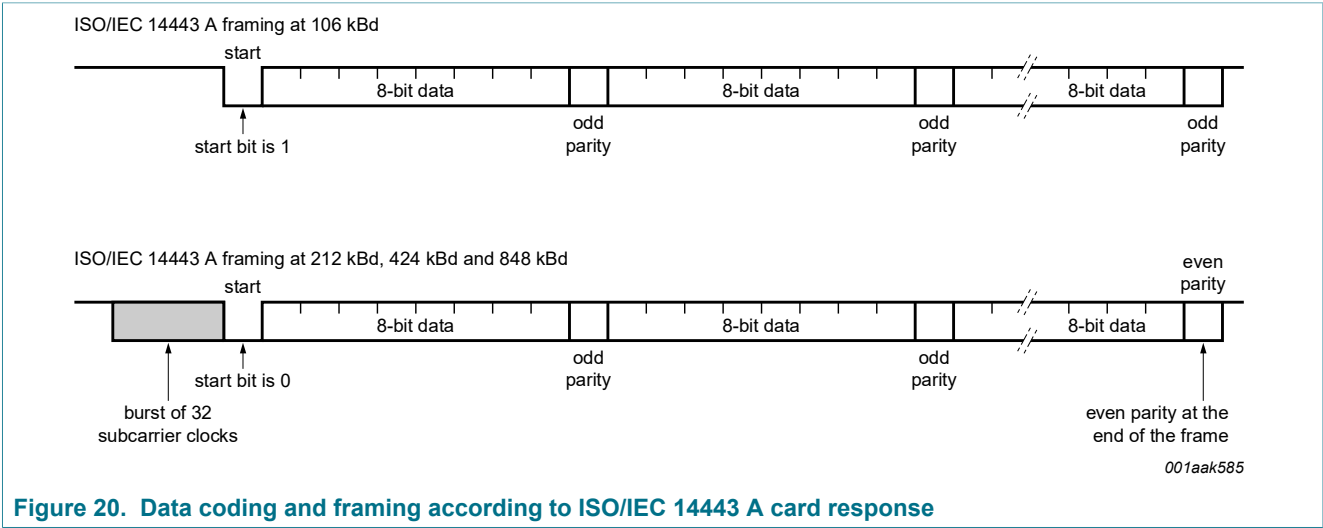 ISO/IEC 14443 A framing at 106 kBd
start
8-bit data
8-bit data
8-bit data
start bit is 1
odd
parity
odd
parity
odd
parity
ISO/IEC 14443 A framing at 212 kBd, 424 kBd and 848 kBd
start
even
parity
8-bit data
8-bit data
8-bit data
start bit is 0
odd
parity
odd
parity
burst of 32
subcarrier clocks
even parity at the
end of the frame
001aak585
Figure 20. Data coding and framing according to ISO/IEC 14443 A card response